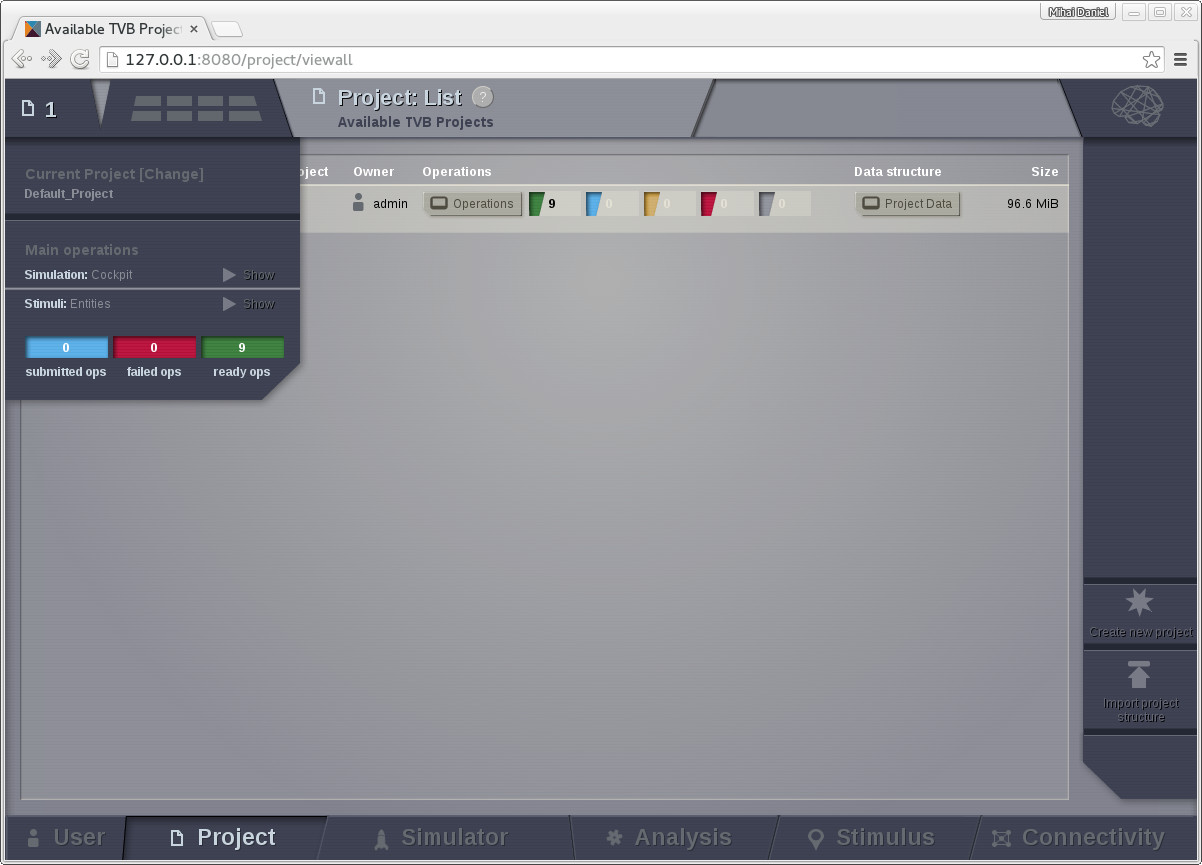 Mihai Daniel
Available TVB Projec
127.0.0.1:8080/project/viewall
1
Project: List ?
Available TVB Projects
Current Project [Change]
Default_Project
Main operations
Simulation: Cockpit Show
Stimuli: Entities Show
0 0 9
submitted ops failed ops ready ops
oject Owner Operations Data structure Size
admin Operations 9 0 0 0 0 Project Data 96.6 MiB
Create new project
Import project
structure
User Project Simulator Analysis Stimulus Connectivity